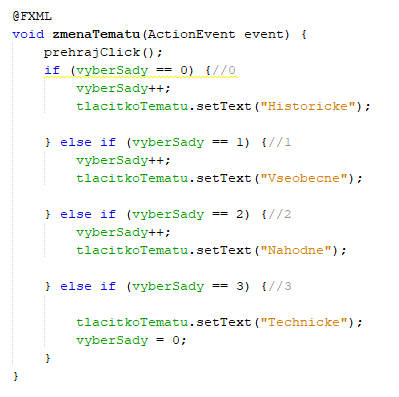 @FXML
void zmenaTematu(ActionEvent event) {
    prehrajClick();
    if (vyberSady == 0) {//0
        vyberSady++;
        tlacitkoTematu.setText("Historicke");

    } else if (vyberSady == 1) {//1
        vyberSady++;
        tlacitkoTematu.setText("Vseobecne");

    } else if (vyberSady == 2) {//2
        vyberSady++;
        tlacitkoTematu.setText("Nahodne");

    } else if (vyberSady == 3) {//3

        tlacitkoTematu.setText("Technicke");
        vyberSady = 0;
    }
}